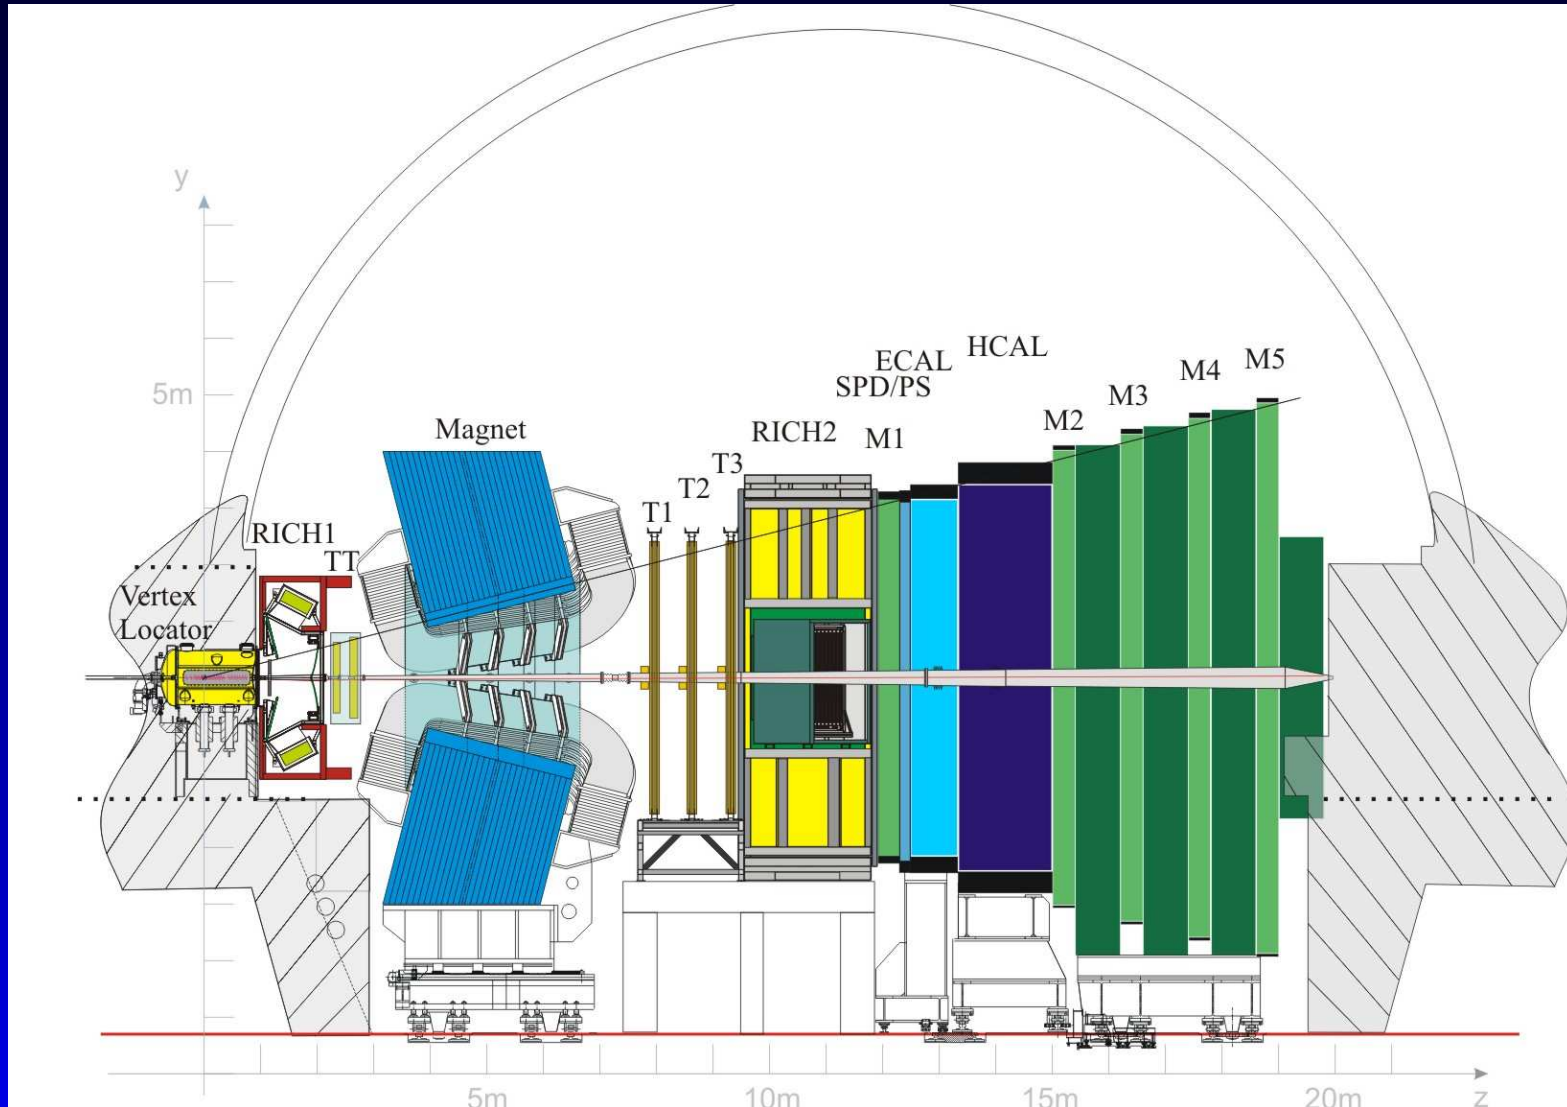 y
5m
HCAL
ECAL
SPD/PS
M5
M4
M3
M2
M1
RICH2
Magnet
T3
T2
T1
RICH1
TT
Vertex
Locator
5m
10m
15m
20m
z